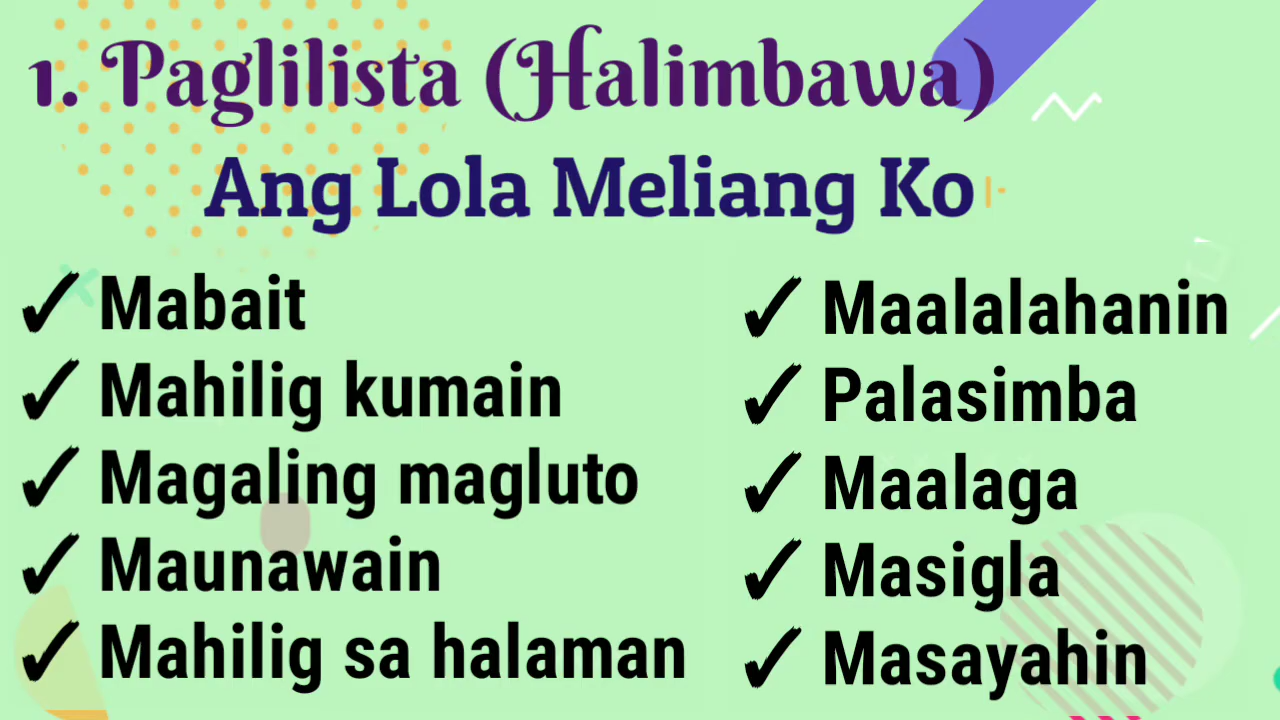 1. Paglilista (Halimbawa)
Ang Lola Meliang Ko
✓ Mabait
✓ Mahilig kumain
✓ Magaling magluto
✓ Maunawain
✓ Mahilig sa halaman
✓ Maalalahanin
✓ Palasimba
✓ Maalaga
✓ Masigla
✓ Masayahin